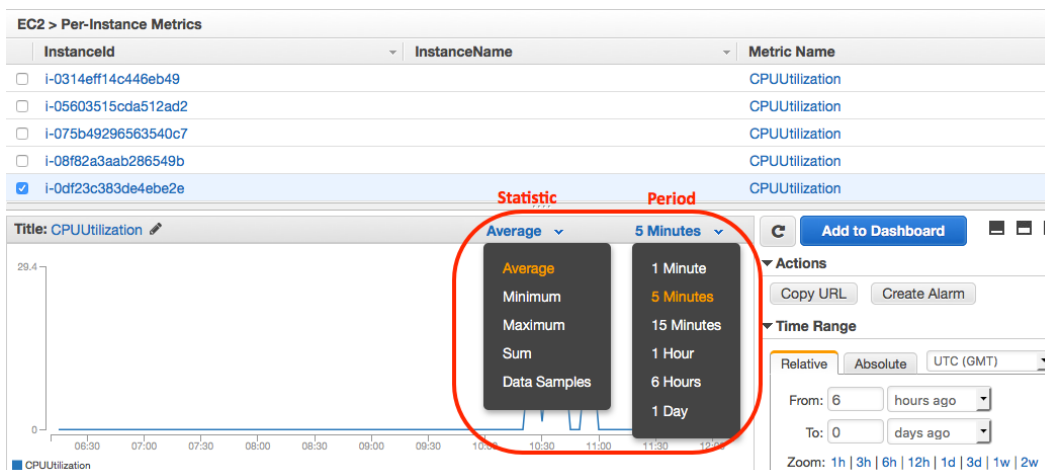 EC2 > Per-Instance Metrics
InstanceId InstanceName Metric Name
i-0314eff14c446eb49 CPUUtilization
i-05603515cda512ad2 CPUUtilization
i-075b49296563540c7 CPUUtilization
i-08f82a3aab286549b CPUUtilization
i-0df23c383de4ebe2e CPUUtilization
Statistic Period
Title: CPUUtilization Average 5 Minutes Add to Dashboard
29.4
Average 1 Minute
Minimum 5 Minutes
Maximum 15 Minutes
Sum 1 Hour
Data Samples 6 Hours
1 Day
Actions
Copy URL Create Alarm
Time Range
Relative Absolute UTC (GMT)
From: 6 hours ago
To: 0 days ago
Zoom: 1h | 3h | 6h | 12h | 1d | 3d | 1w | 2w
0
06:30 07:00 07:30 08:00 08:30 09:00 09:30 10:00 10:30 11:00 11:30 12:00
CPUUtilization